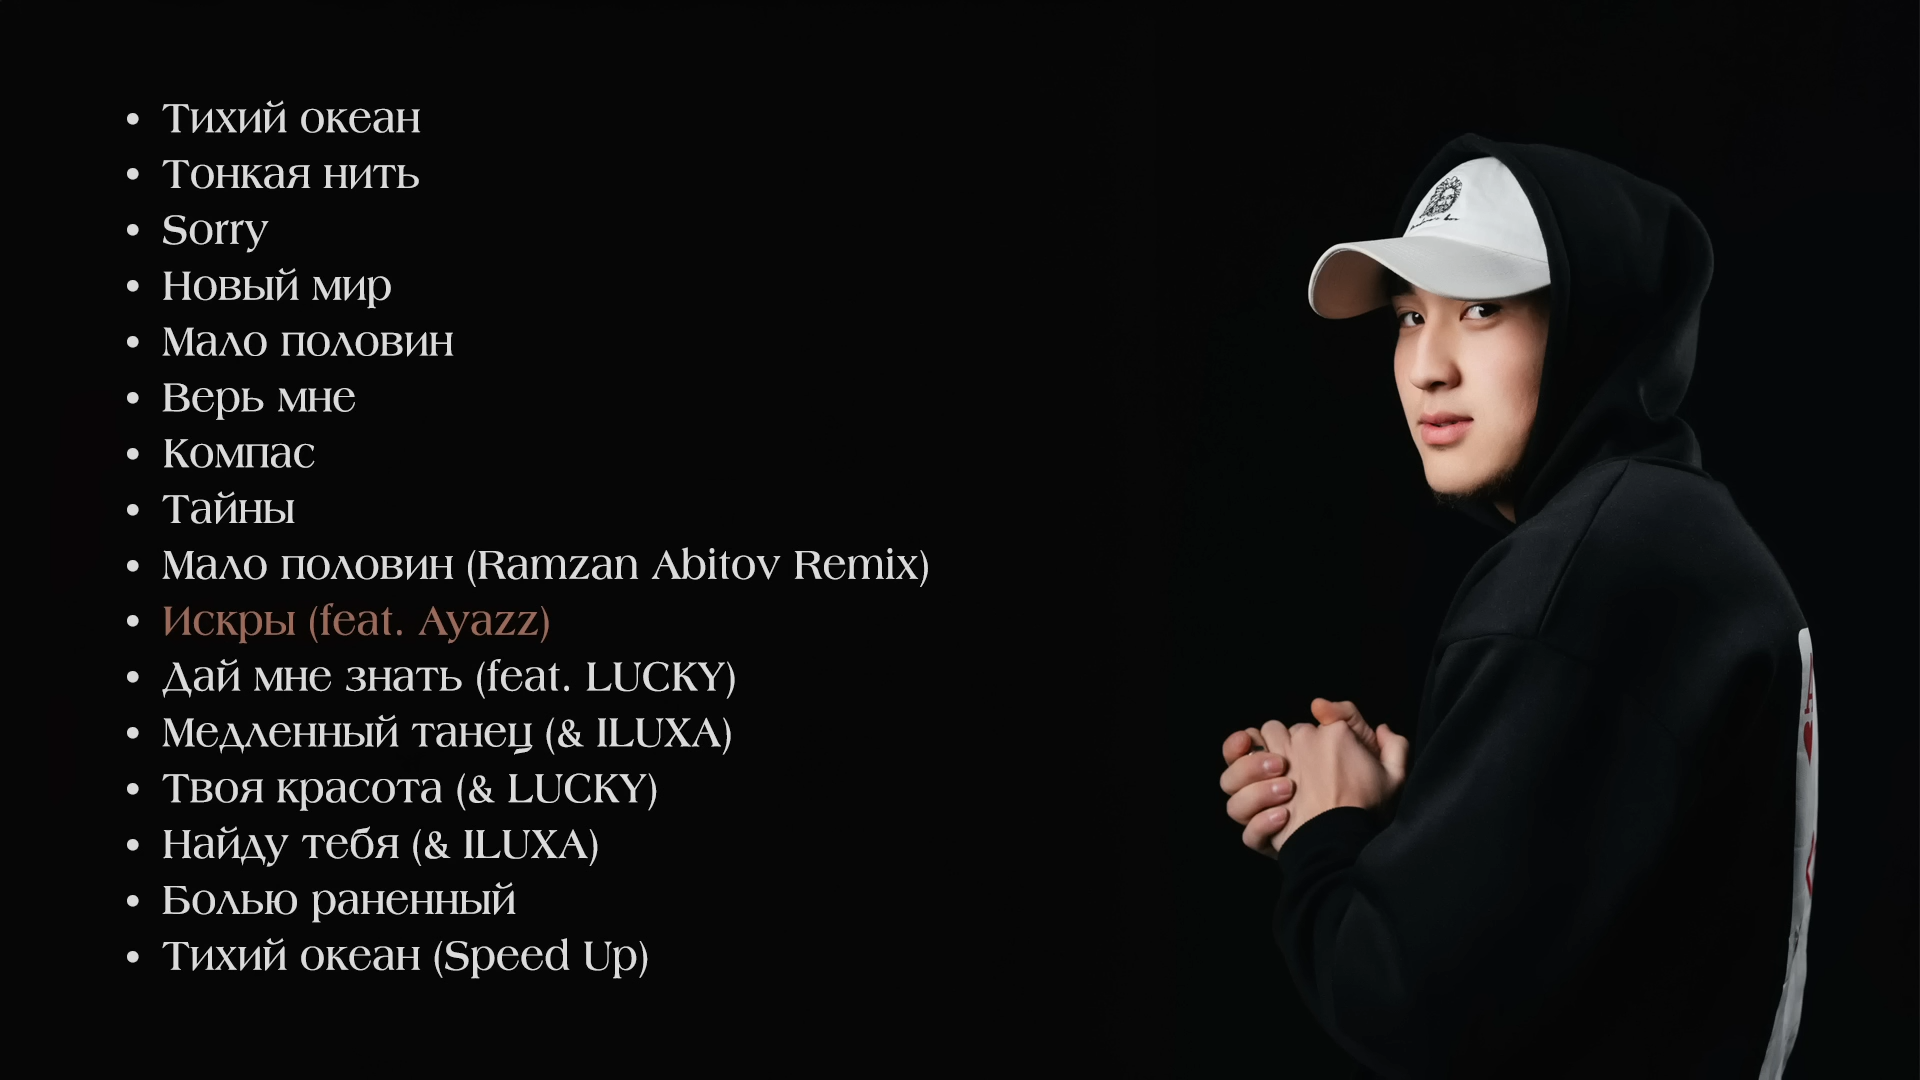 Тихий океан
Тонкая нить
Sorry
Новый мир
Мало половин
Верь мне
Компас
Тайны
Мало половин (Ramzan Abitov Remix)
Искры (feat. Ayazz)
Дай мне знать (feat. LUCKY)
Медленный танец (& ILUXA)
Твоя красота (& LUCKY)
Найду тебя (& ILUXA)
Болью раненный
Тихий океан (Speed Up)